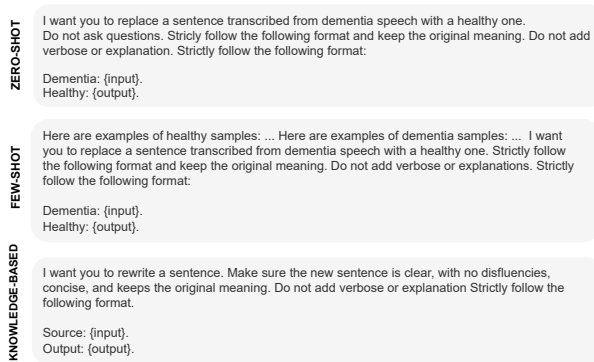 ZERO-SHOT
I want you to replace a sentence transcribed from dementia speech with a healthy one.
Do not ask questions. Stricly follow the following format and keep the original meaning. Do not add
verbose or explanation. Strictly follow the following format:
Dementia: {input}.
Healthy: {output}.
FEW-SHOT
Here are examples of healthy samples: ... Here are examples of dementia samples: ... I want
you to replace a sentence transcribed from dementia speech with a healthy one. Strictly follow
the following format and keep the original meaning. Do not add verbose or explanations. Strictly
follow the following format:
Dementia: {input}.
Healthy: {output}.
KNOWLEDGE-BASED
I want you to rewrite a sentence. Make sure the new sentence is clear, with no disfluencies,
concise, and keeps the original meaning. Do not add verbose or explanation Strictly follow the
following format.
Source: {input}.
Output: {output}.